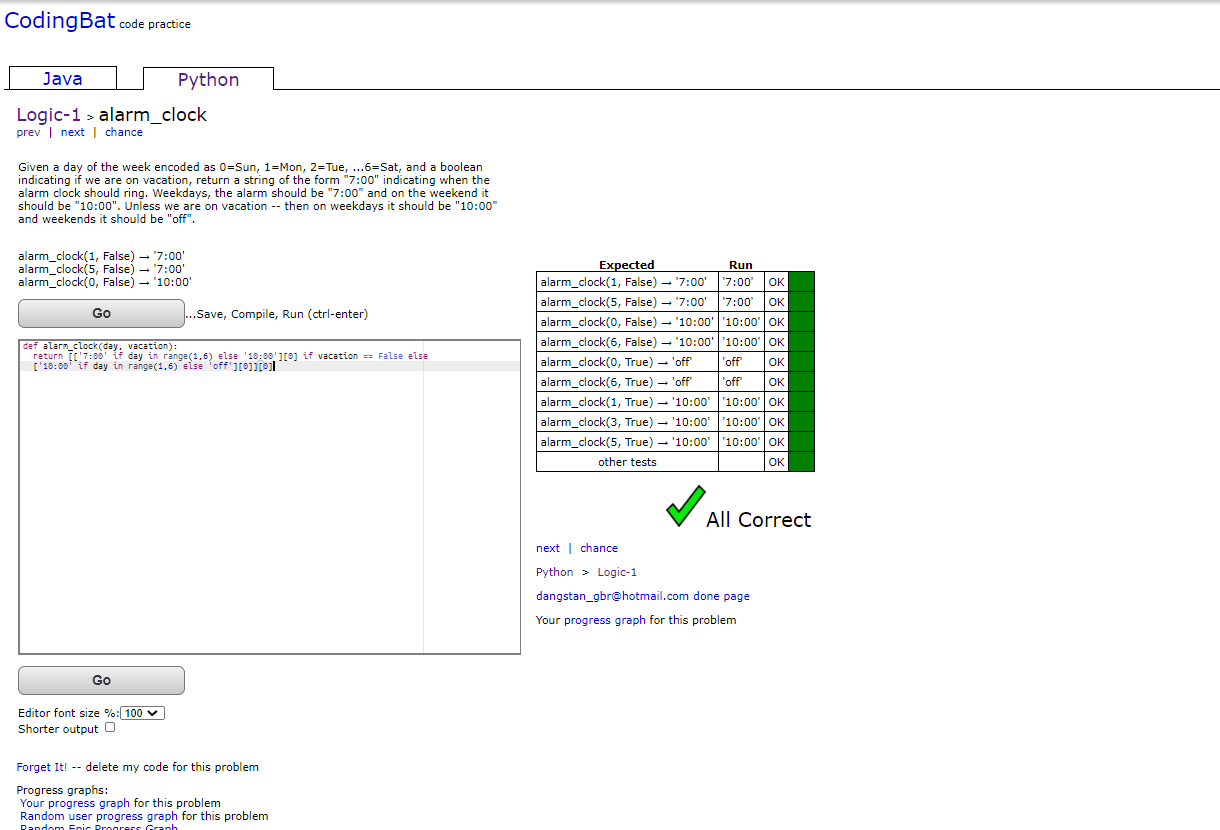 CodingBat code practice
Java
Python
Logic-1 > alarm_clock
prev | next | chance
Given a day of the week encoded as 0=Sun, 1=Mon, 2=Tue, ...6=Sat, and a boolean
indicating if we are on vacation, return a string of the form "7:00" indicating when the
alarm clock should ring. Weekdays, the alarm should be "7:00" and on the weekend it
should be "10:00". Unless we are on vacation -- then on weekdays it should be "10:00"
and weekends it should be "off".
alarm_clock(1, False) → '7:00'
alarm_clock(5, False) → '7:00'
alarm_clock(0, False) → '10:00'
Go
...Save, Compile, Run (ctrl-enter)
def alarm_clock(day, vacation):
return [['7:00' if day in range(1,6) else '10:00'][0] if vacation == False else
['10:00' if day in range(1,6) else 'off'][0]][0]
Go
Editor font size %: 100
Shorter output
Forget It! -- delete my code for this problem
Progress graphs:
Your progress graph for this problem
Random user progress graph for this problem
Random Epic Progress Graph
Expected Run
alarm_clock(1, False) → '7:00' '7:00' OK
alarm_clock(5, False) → '7:00' '7:00' OK
alarm_clock(0, False) → '10:00' '10:00' OK
alarm_clock(6, False) → '10:00' '10:00' OK
alarm_clock(0, True) → 'off' 'off' OK
alarm_clock(6, True) → 'off' 'off' OK
alarm_clock(1, True) → '10:00' '10:00' OK
alarm_clock(3, True) → '10:00' '10:00' OK
alarm_clock(5, True) → '10:00' '10:00' OK
other tests OK
All Correct
next | chance
Python > Logic-1
dangstan_gbr@hotmail.com done page
Your progress graph for this problem